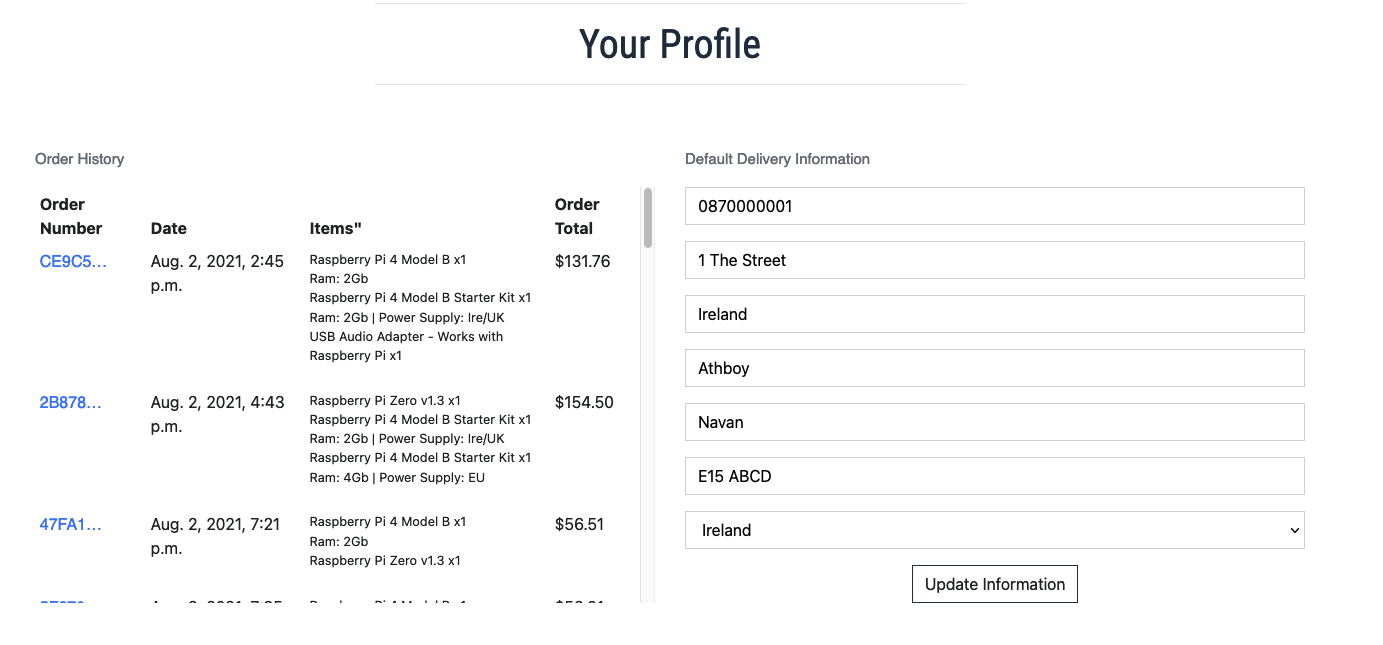 Your Profile
Order History
Order Number
Date
Items"
Order Total
CE9C5...
Aug. 2, 2021, 2:45 p.m.
Raspberry Pi 4 Model B x1
Ram: 2Gb
Raspberry Pi 4 Model B Starter Kit x1
Ram: 2Gb | Power Supply: Ire/UK
USB Audio Adapter - Works with
Raspberry Pi x1
$131.76
2B878...
Aug. 2, 2021, 4:43 p.m.
Raspberry Pi Zero v1.3 x1
Raspberry Pi 4 Model B Starter Kit x1
Ram: 2Gb | Power Supply: Ire/UK
Raspberry Pi 4 Model B Starter Kit x1
Ram: 4Gb | Power Supply: EU
$154.50
47FA1...
Aug. 2, 2021, 7:21 p.m.
Raspberry Pi 4 Model B x1
Ram: 2Gb
Raspberry Pi Zero v1.3 x1
$56.51
Default Delivery Information
0870000001
1 The Street
Ireland
Athboy
Navan
E15 ABCD
Ireland
Update Information